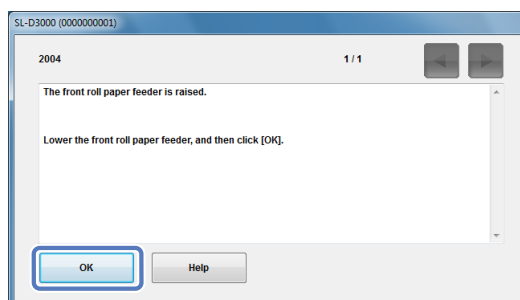 SL-D3000 (0000000001)
2004 1 / 1
The front roll paper feeder is raised.
Lower the front roll paper feeder, and then click [OK].
OK Help